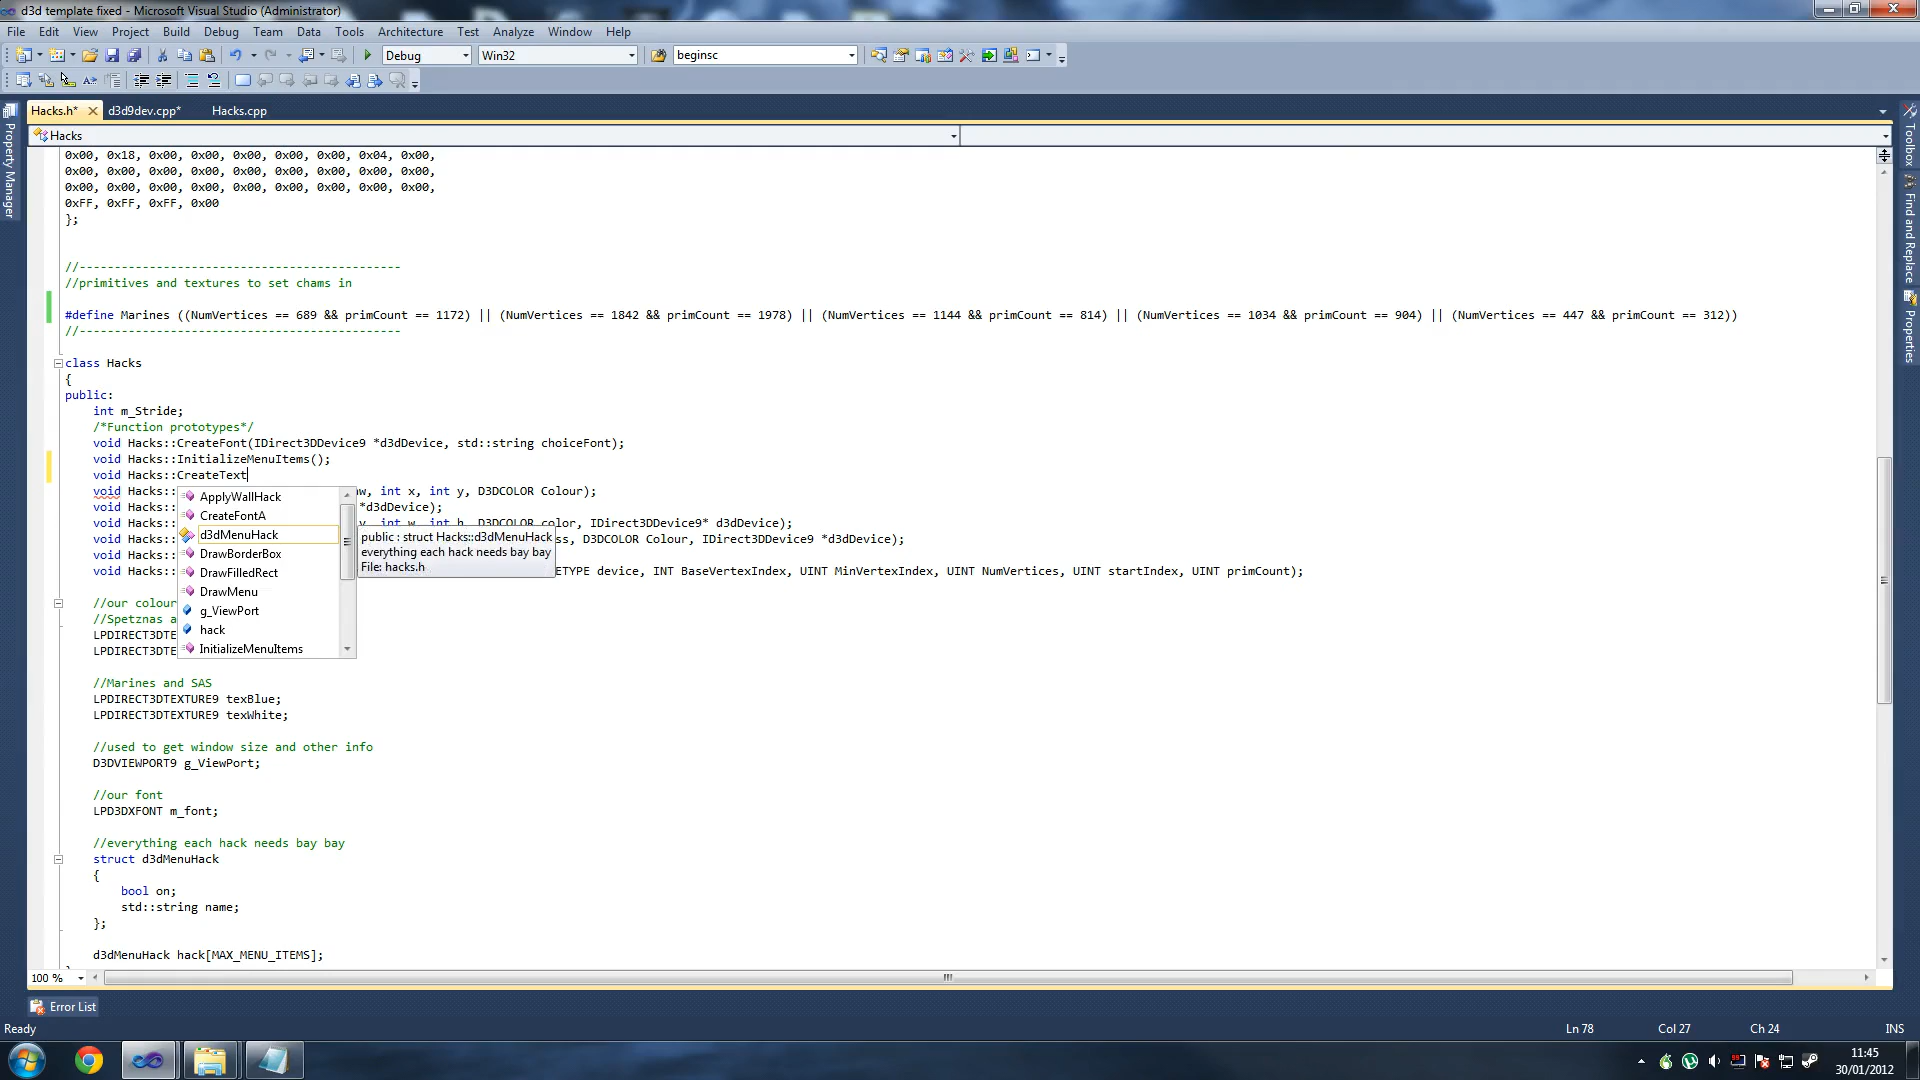 d3d template fixed - Microsoft Visual Studio (Administrator)
File Edit View Project Build Debug Team Data Tools Architecture Test Analyze Window Help
Debug Win32 beginsc
Hacks.h* d3d9dev.cpp* Hacks.cpp
Hacks
Property Manager
Toolbox
Find and Replace
Properties
0x00, 0x18, 0x00, 0x00, 0x00, 0x00, 0x00, 0x04, 0x00,
0x00, 0x00, 0x00, 0x00, 0x00, 0x00, 0x00, 0x00, 0x00,
0x00, 0x00, 0x00, 0x00, 0x00, 0x00, 0x00, 0x00, 0x00,
0xFF, 0xFF, 0xFF, 0x00
};
//----------------------------------------------
//primitives and textures to set chams in
#define Marines ((NumVertices == 689 && primCount == 1172) || (NumVertices == 1842 && primCount == 1978) || (NumVertices == 1144 && primCount == 814) || (NumVertices == 1034 && primCount == 904) || (NumVertices == 447 && primCount == 312))
//----------------------------------------------
class Hacks
{
public:
int m_Stride;
/*Function prototypes*/
void Hacks::CreateFont(IDirect3DDevice9 *d3dDevice, std::string choiceFont);
void Hacks::InitializeMenuItems();
void Hacks::CreateText
void Hacks:: w, int x, int y, D3DCOLOR Colour);
void Hacks:: *d3dDevice);
void Hacks:: y, int w, int h, D3DCOLOR color, IDirect3DDevice9* d3dDevice);
void Hacks:: ss, D3DCOLOR Colour, IDirect3DDevice9 *d3dDevice);
void Hacks::
void Hacks:: ETYPE device, INT BaseVertexIndex, UINT MinVertexIndex, UINT NumVertices, UINT startIndex, UINT primCount);
ApplyWallHack
CreateFontA
d3dMenuHack
DrawBorderBox
DrawFilledRect
DrawMenu
g_ViewPort
hack
InitializeMenuItems
public : struct Hacks::d3dMenuHack
everything each hack needs bay bay
File: hacks.h
//our colour
//Spetznas a
LPDIRECT3DTE
LPDIRECT3DTE
//Marines and SAS
LPDIRECT3DTEXTURE9 texBlue;
LPDIRECT3DTEXTURE9 texWhite;
//used to get window size and other info
D3DVIEWPORT9 g_ViewPort;
//our font
LPD3DXFONT m_font;
//everything each hack needs bay bay
struct d3dMenuHack
{
bool on;
std::string name;
};
d3dMenuHack hack[MAX_MENU_ITEMS];
100 %
Error List
Ready Ln 78 Col 27 Ch 24 INS
11:45
30/01/2012